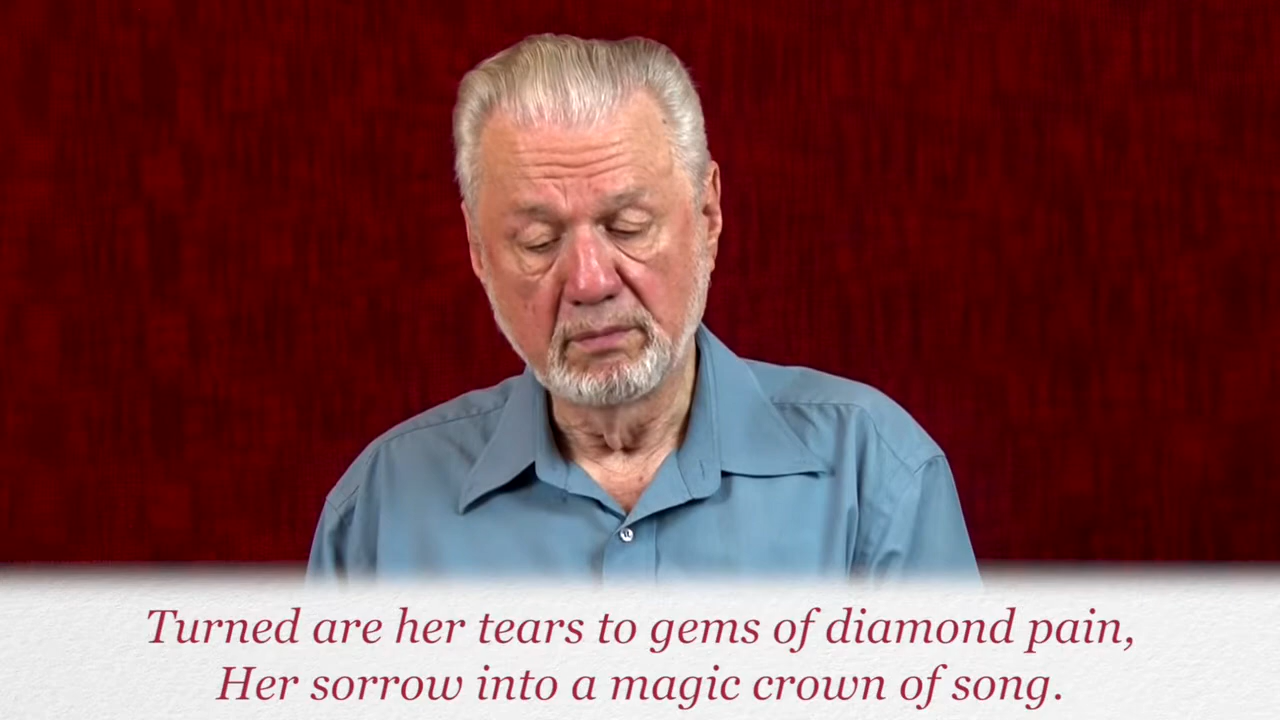 Turned are her tears to gems of diamond pain,
Her sorrow into a magic crown of song.